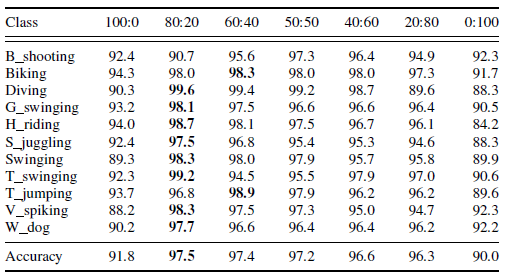 Class 100:0 80:20 60:40 50:50 40:60 20:80 0:100
B_shooting 92.4 90.7 95.6 97.3 96.4 94.9 92.3
Biking 94.3 98.0 98.3 98.0 98.0 97.3 91.7
Diving 90.3 99.6 99.4 99.2 98.7 89.6 88.3
G_swinging 93.2 98.1 97.5 96.6 96.6 96.4 90.5
H_riding 94.0 98.7 98.1 97.5 96.7 96.1 84.2
S_juggling 92.4 97.5 96.8 95.4 95.3 94.6 88.3
Swinging 89.3 98.3 98.0 97.9 95.7 95.8 89.9
T_swinging 92.3 99.2 94.5 95.5 97.9 97.0 90.6
T_jumping 93.7 96.8 98.9 97.9 96.2 96.2 89.6
V_spiking 88.2 98.3 97.5 97.3 95.0 94.7 92.3
W_dog 90.2 97.7 96.6 96.4 96.4 96.2 92.2
Accuracy 91.8 97.5 97.4 97.2 96.6 96.3 90.0